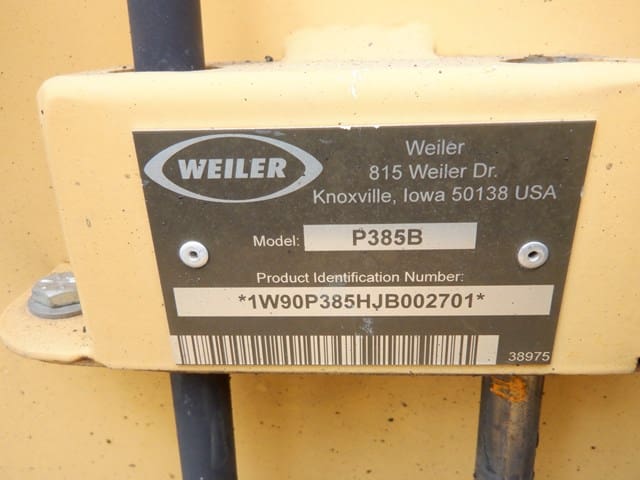 WEILER
Weiler
815 Weiler Dr.
Knoxville, Iowa 50138 USA
Model: P385B
Product Identification Number:
*1W90P385HJB002701*
38975